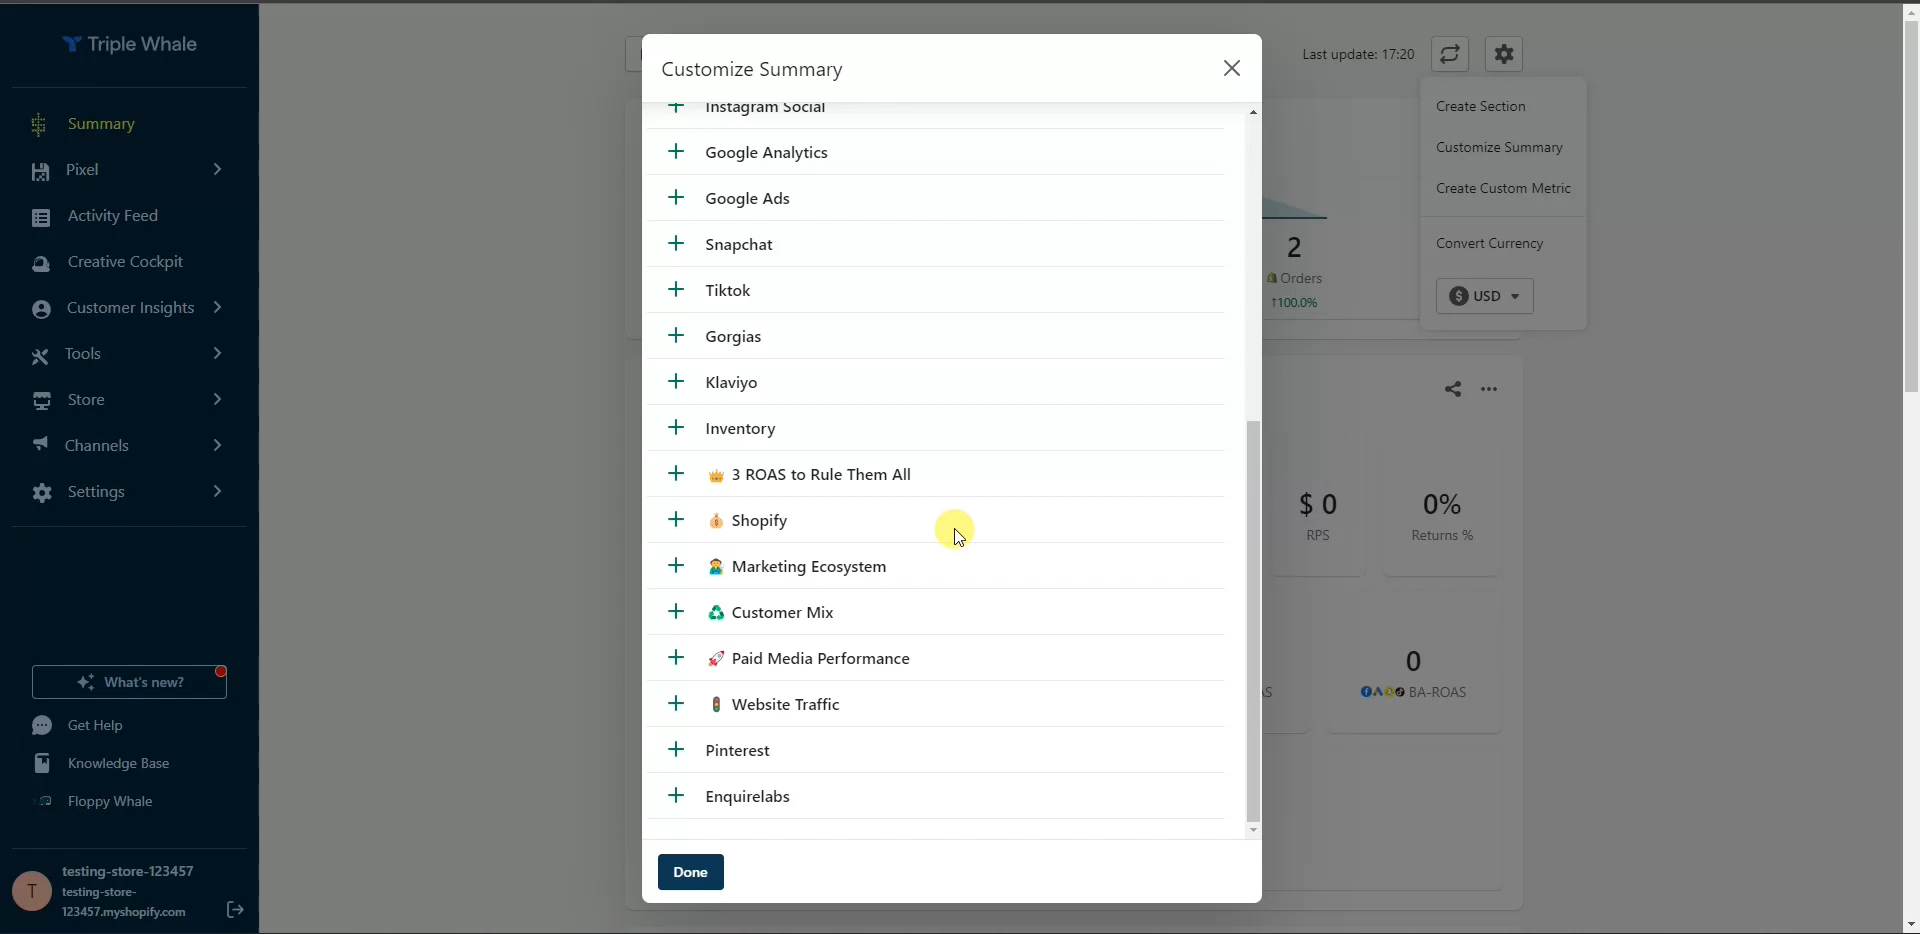 Triple Whale
Summary
Pixel
Activity Feed
Creative Cockpit
Customer Insights
Tools
Store
Channels
Settings
What's new?
Get Help
Knowledge Base
Floppy Whale
T
testing-store-123457
testing-store-
123457.myshopify.com
Customize Summary
Instagram Social
Google Analytics
Google Ads
Snapchat
Tiktok
Gorgias
Klaviyo
Inventory
3 ROAS to Rule Them All
Shopify
Marketing Ecosystem
Customer Mix
Paid Media Performance
Website Traffic
Pinterest
Enquirelabs
Done
Last update: 17:20
Create Section
Customize Summary
Create Custom Metric
Convert Currency
$ USD
2
Orders
↑100.0%
$ 0
RPS
0%
Returns %
AS
0
BA-ROAS